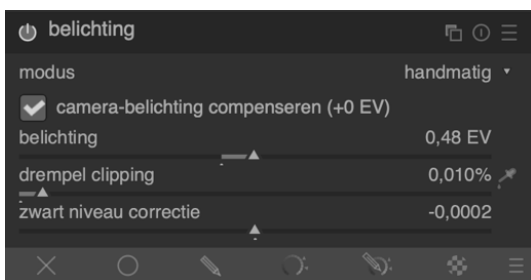 belichting
modus handmatig
camera-belichting compenseren (+0 EV)
belichting 0,48 EV
drempel clipping 0,010%
zwart niveau correctie -0,0002